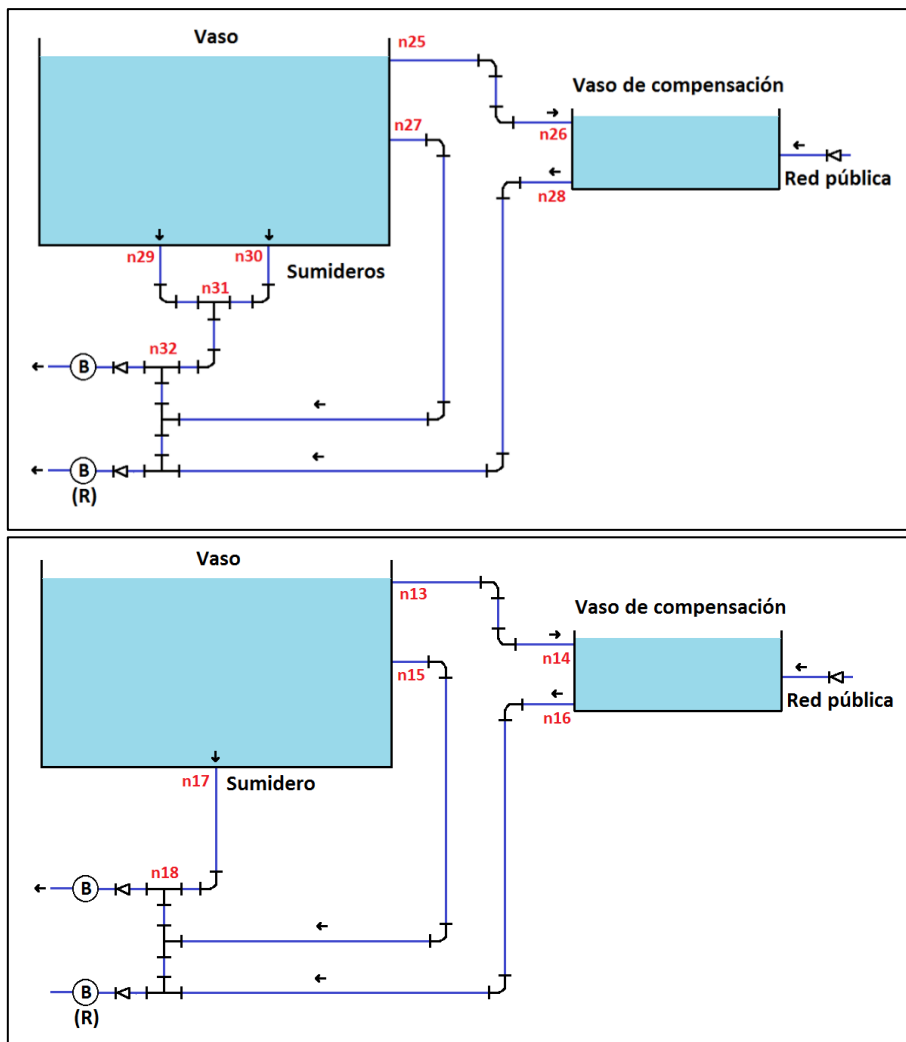 Vaso
n25
Vaso de compensación
n27
n26
n28
Red pública
n29
n30
Sumideros
n31
n32
B
B
(R)
Vaso
n13
Vaso de compensación
n14
n15
n16
Red pública
n17
Sumidero
n18
B
B
(R)